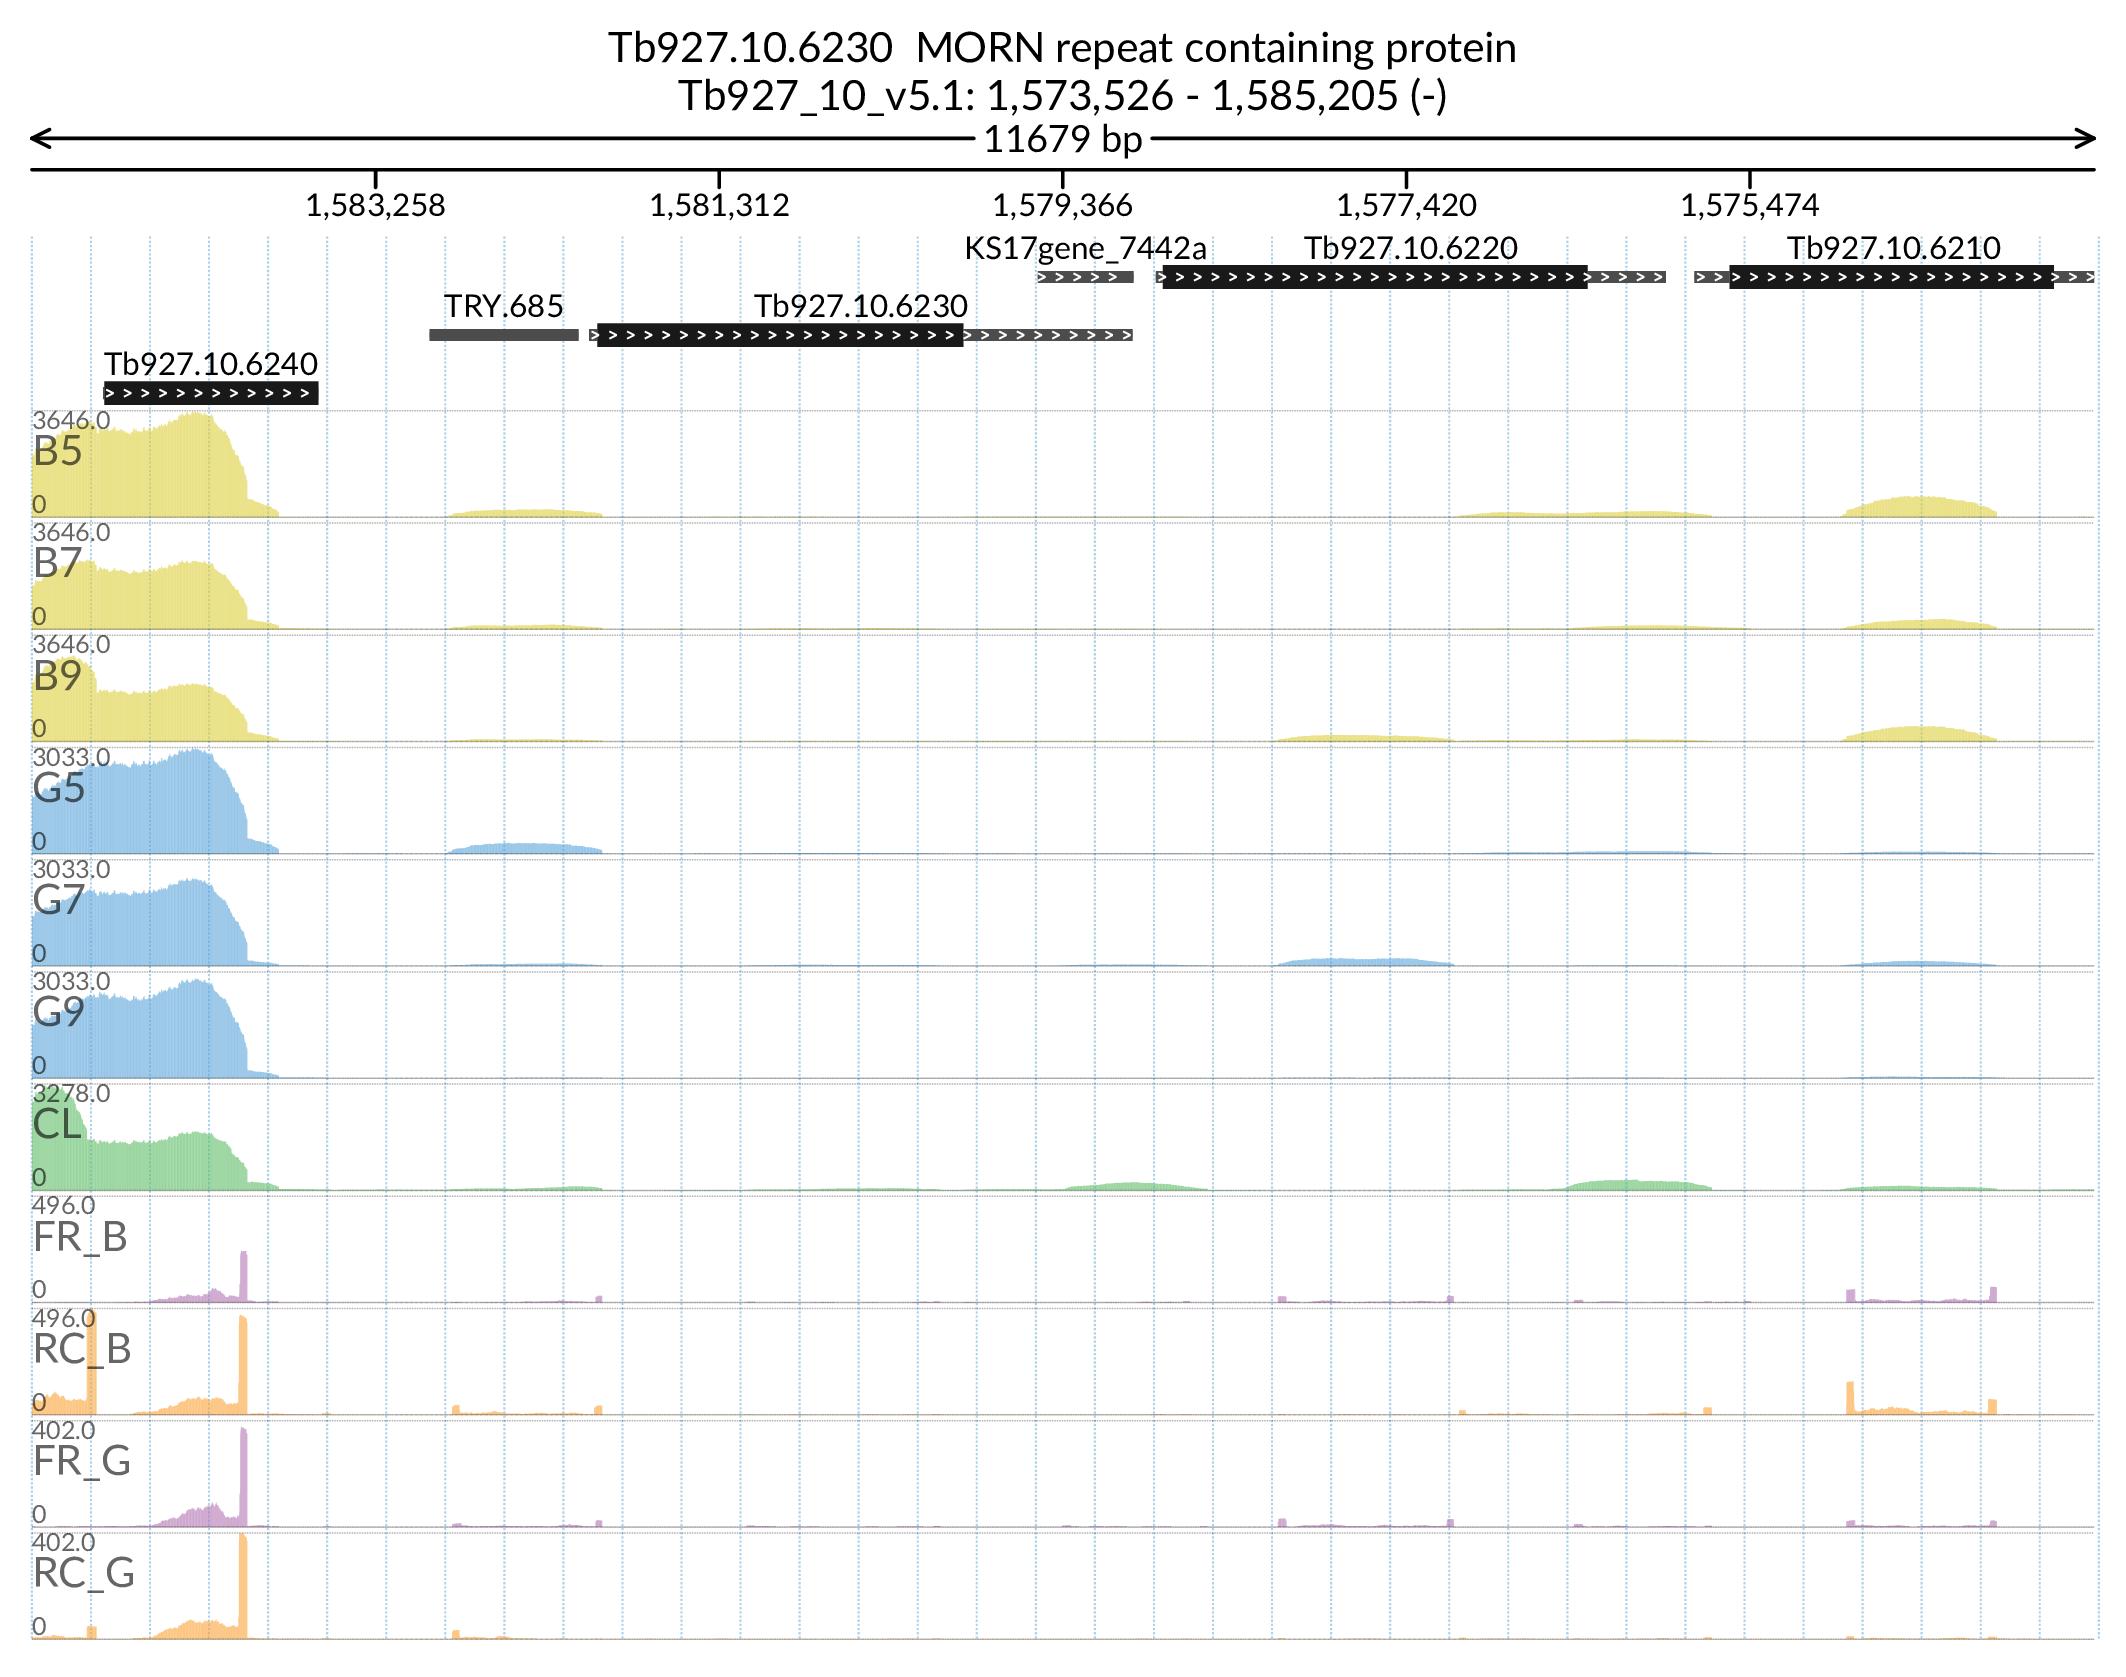 Tb927.10.6230  MORN repeat containing protein
Tb927_10_v5.1: 1,573,526 - 1,585,205 (-)
11679 bp
1,583,258 1,581,312 1,579,366 1,577,420 1,575,474
KS17gene_7442a Tb927.10.6220 Tb927.10.6210
TRY.685 Tb927.10.6230
Tb927.10.6240
3646.0
B5
0
3646.0
B7
0
3646.0
B9
0
3033.0
G5
0
3033.0
G7
0
3033.0
G9
0
3278.0
CL
0
496.0
FR_B
0
496.0
RC_B
0
402.0
FR_G
0
402.0
RC_G
0